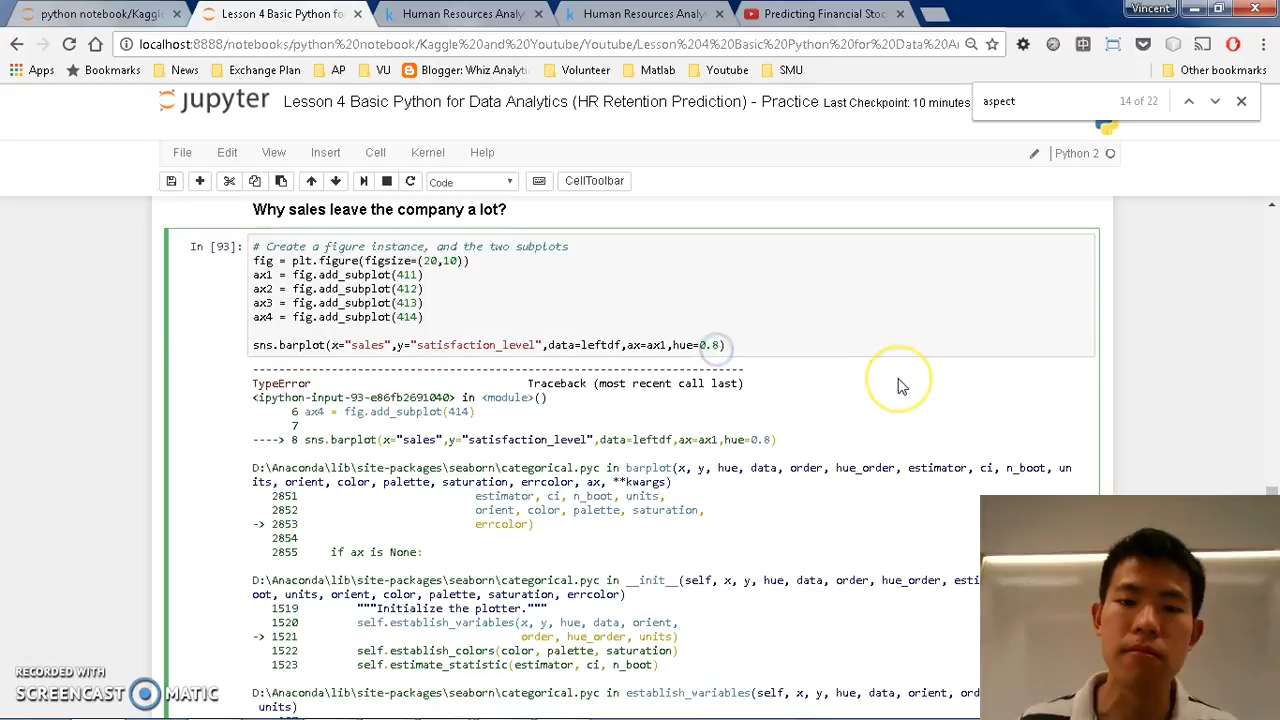 python notebook/Kaggl
Lesson 4 Basic Python for
Human Resources Analy
Human Resources Analy
Predicting Financial Stoc
Vincent
localhost:8888/notebooks/python%20notebook/Kaggle%20and%20Youtube/Youtube/Lesson%204%20Basic%20Python%20for%20Data%20A
Apps
Bookmarks
News
Exchange Plan
AP
VU
Blogger: Whiz Analytic
Volunteer
Matlab
Youtube
SMU
Other bookmarks
aspect
14 of 22
jupyter
Lesson 4 Basic Python for Data Analytics (HR Retention Prediction) - Practice
Last Checkpoint: 10 minutes
File
Edit
View
Insert
Cell
Kernel
Help
Python 2
Code
CellToolbar
Why sales leave the company a lot?
In [93]:
# Create a figure instance, and the two subplots
fig = plt.figure(figsize=(20,10))
ax1 = fig.add_subplot(411)
ax2 = fig.add_subplot(412)
ax3 = fig.add_subplot(413)
ax4 = fig.add_subplot(414)
sns.barplot(x="sales",y="satisfaction_level",data=leftdf,ax=ax1,hue=0.8)
---------------------------------------------------------------------------
TypeError                                 Traceback (most recent call last)
<ipython-input-93-e86fb2691040> in <module>()
6 ax4 = fig.add_subplot(414)
7
----> 8 sns.barplot(x="sales",y="satisfaction_level",data=leftdf,ax=ax1,hue=0.8)
D:\Anaconda\lib\site-packages\seaborn\categorical.pyc in barplot(x, y, hue, data, order, hue_order, estimator, ci, n_boot, un
its, orient, color, palette, saturation, errcolor, ax, **kwargs)
2851                           estimator, ci, n_boot, units,
2852                           orient, color, palette, saturation,
-> 2853                           errcolor)
2854
2855     if ax is None:
D:\Anaconda\lib\site-packages\seaborn\categorical.pyc in __init__(self, x, y, hue, data, order, hue_order, esti
oot, units, orient, color, palette, saturation, errcolor)
1519         """Initialize the plotter."""
1520         self.establish_variables(x, y, hue, data, orient,
-> 1521                                  order, hue_order, units)
1522         self.establish_colors(color, palette, saturation)
1523         self.estimate_statistic(estimator, ci, n_boot)
D:\Anaconda\lib\site-packages\seaborn\categorical.pyc in establish_variables(self, x, y, hue, data, orient, ord
units)
RECORDED WITH
SCREENCAST MATIC